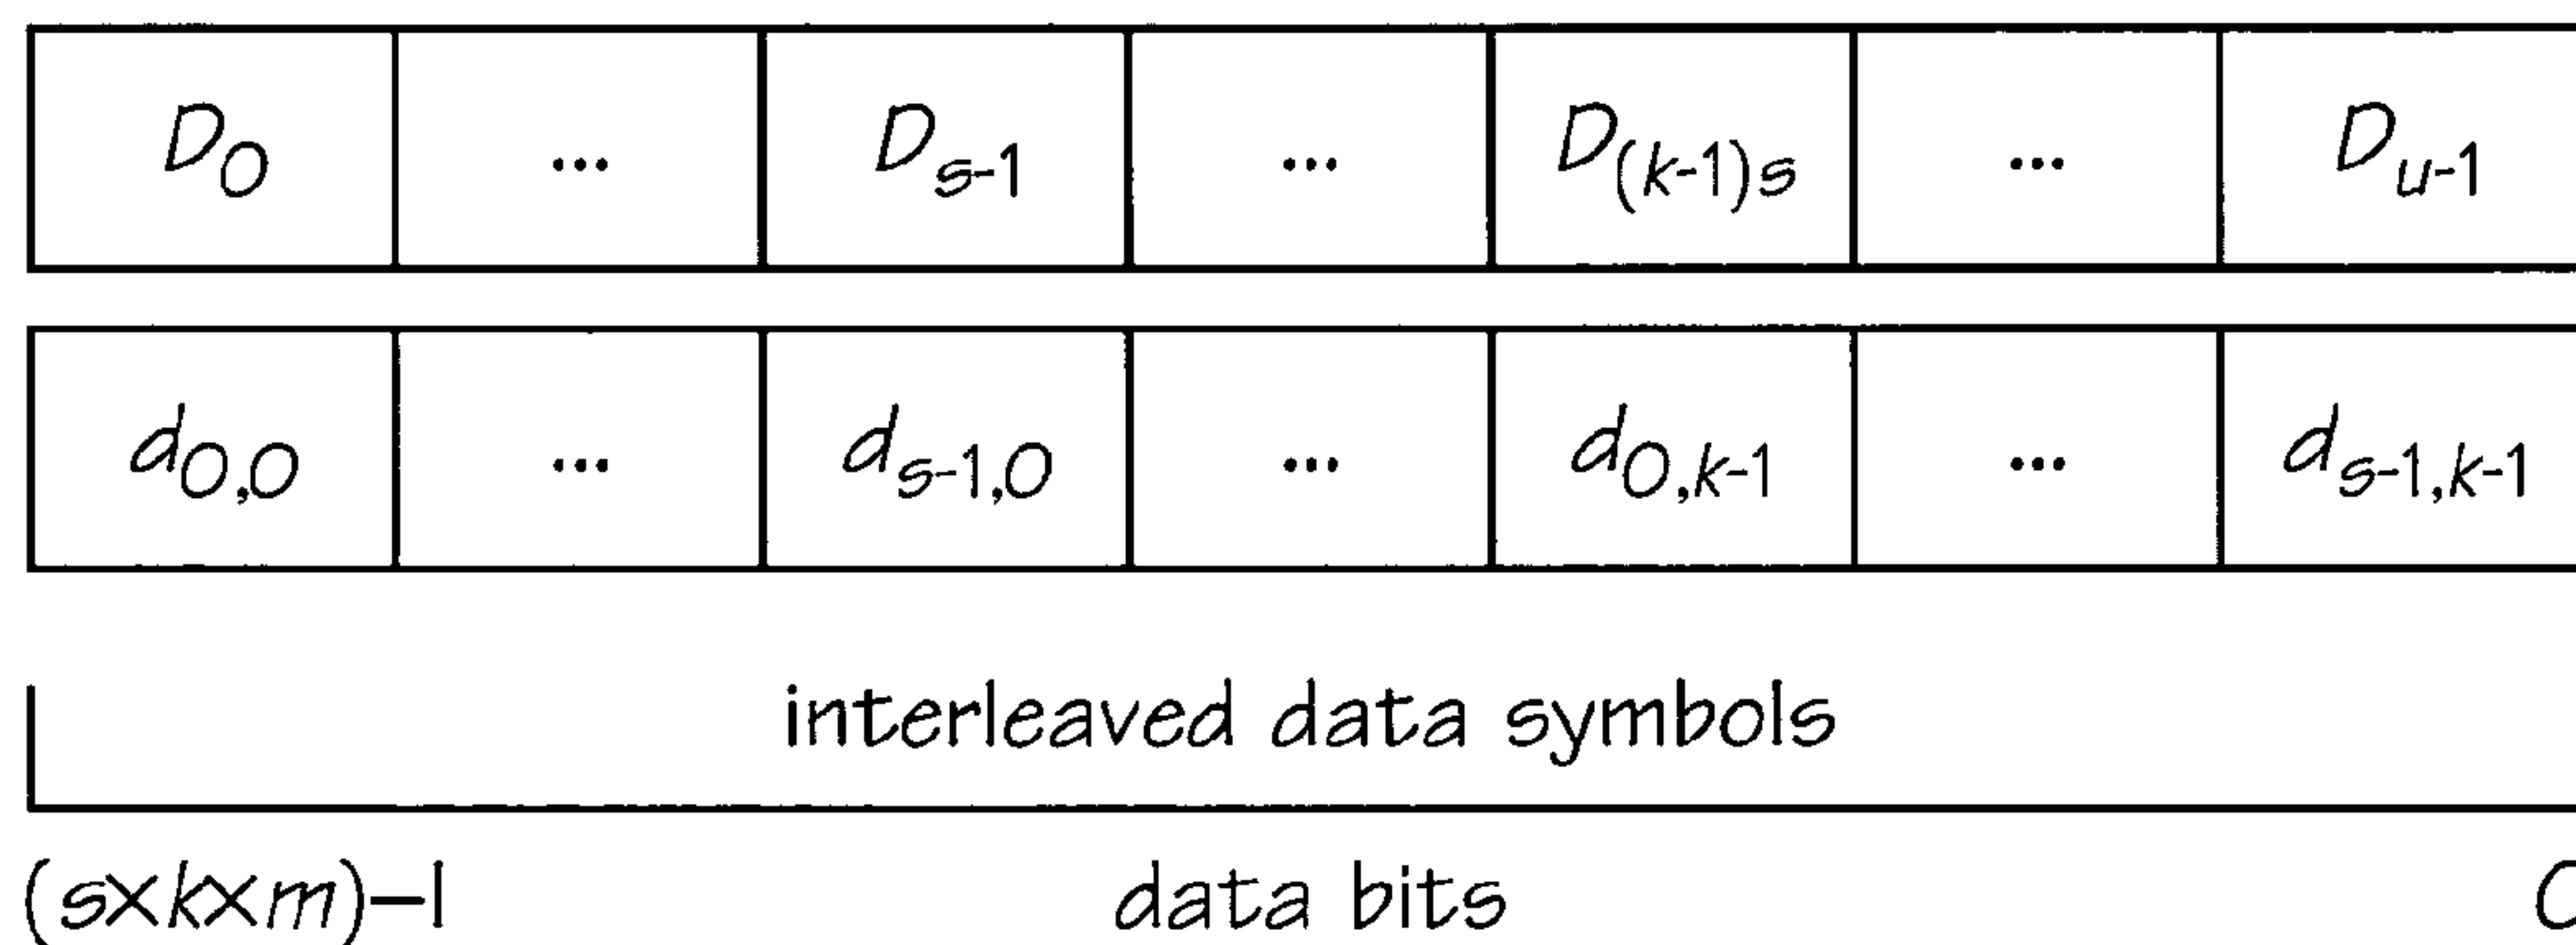 D0 ... Ds-1 ... D(k-1)s ... Du-1
d0,0 ... ds-1,0 ... d0,k-1 ... ds-1,k-1
interleaved data symbols
(s×k×m)–1 data bits 0